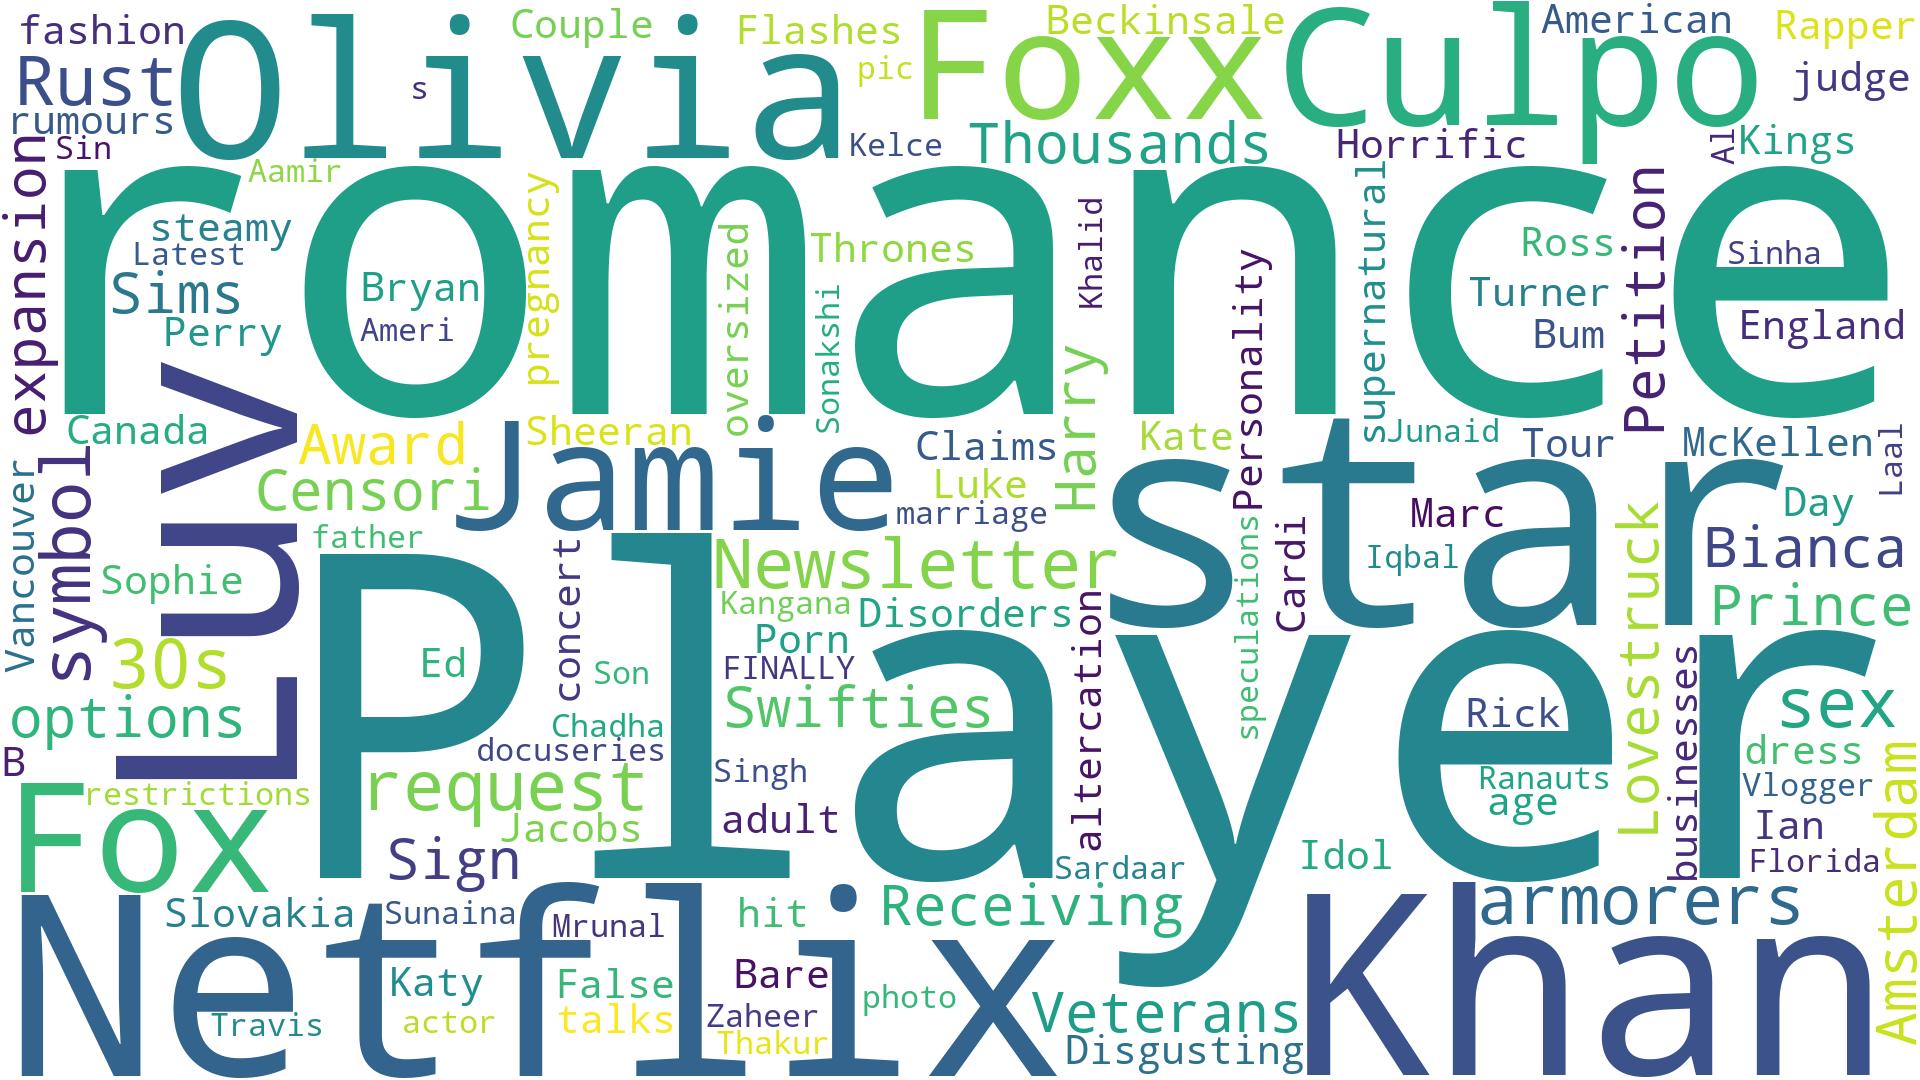 fashion
Olivia
Couple
Flashes
Foxx
Beckinsale
Culpo
American
Rapper
Rust
s
pic
judge
rumours
Sin
Kelce
Thousands
Horrific
Al
Kings
expansion
romance
Aamir
steamy
Latest
Sims
Perry
Bryan
Ameri
pregnancy
oversized
Thrones
Sonakshi
Khalid
Personality
supernatural
Ross
Turner
Bum
Petition
Sinha
England
Canada
Luv
Award
Sheeran
Jamie
Claims
Harry
Kate
star
Junaid
Tour
McKellen
Laal
Vancouver
symbol
Censori
Luke
marriage
Marc
Day
father
concert
Newsletter
speculations
Cardi
Iqbal
Lovestruck
Bianca
Sophie
Kangana
Disorders
Prince
30s
Player
Ed
Son
Porn
FINALLY
altercation
businesses
options
Chadha
Swifties
Rick
sex
B
docuseries
dress
Fox
restrictions
request
Singh
Ranauts
age
Vlogger
Amsterdam
Jacobs
adult
Ian
Sign
Sardaar
Idol
Florida
Netflix
Slovakia
Sunaina
Mrunal
hit
Receiving
Khan
armorers
Katy
False
Bare
photo
Travis
actor
talks
Zaheer
Veterans
Thakur
Disgusting